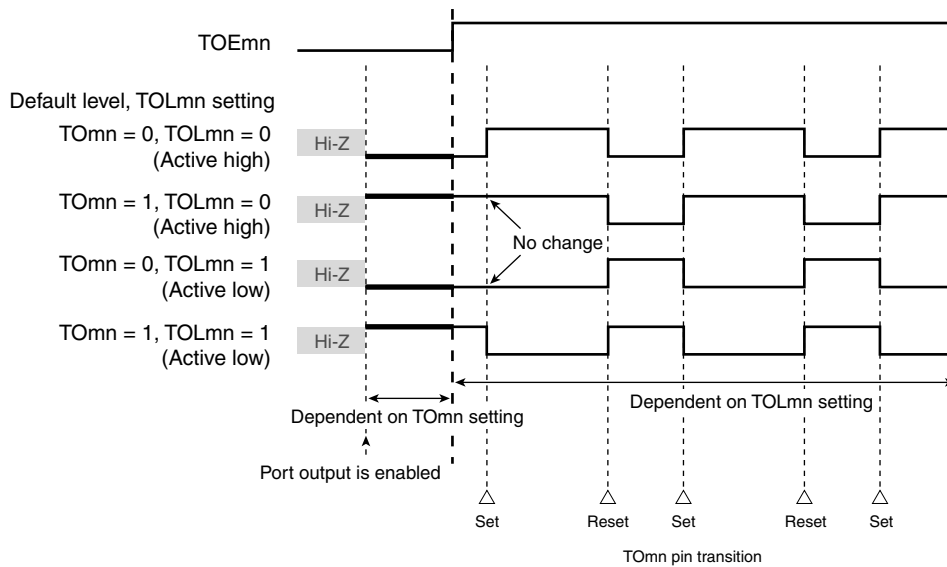 TOEmn
Default level, TOLmn setting
TOmn = 0, TOLmn = 0
(Active high)
Hi-Z
TOmn = 1, TOLmn = 0
(Active high)
Hi-Z
No change
TOmn = 0, TOLmn = 1
(Active low)
Hi-Z
TOmn = 1, TOLmn = 1
(Active low)
Hi-Z
Dependent on TOmn setting
Dependent on TOLmn setting
Port output is enabled
Set
Reset
Set
Reset
Set
TOmn pin transition